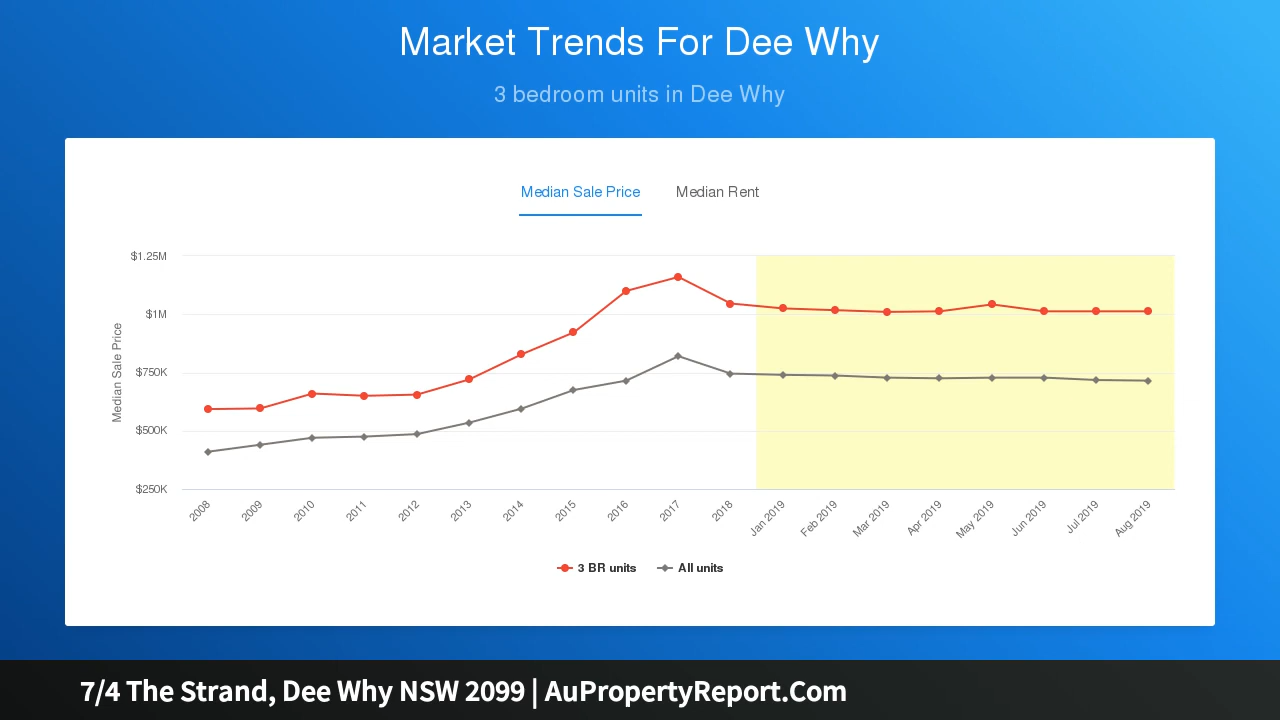 Market Trends For Dee Why
3 bedroom units in Dee Why
Median Sale Price Median Rent
$1.25M
$1M
$750K
$500K
$250K
Median Sale Price
2008 2009 2010 2011 2012 2013 2014 2015 2016 2017 2018 Jan 2019 Feb 2019 Mar 2019 Apr 2019 May 2019 Jun 2019 Jul 2019 Aug 2019
3 BR units All units
7/4 The Strand, Dee Why NSW 2099 | AuPropertyReport.Com